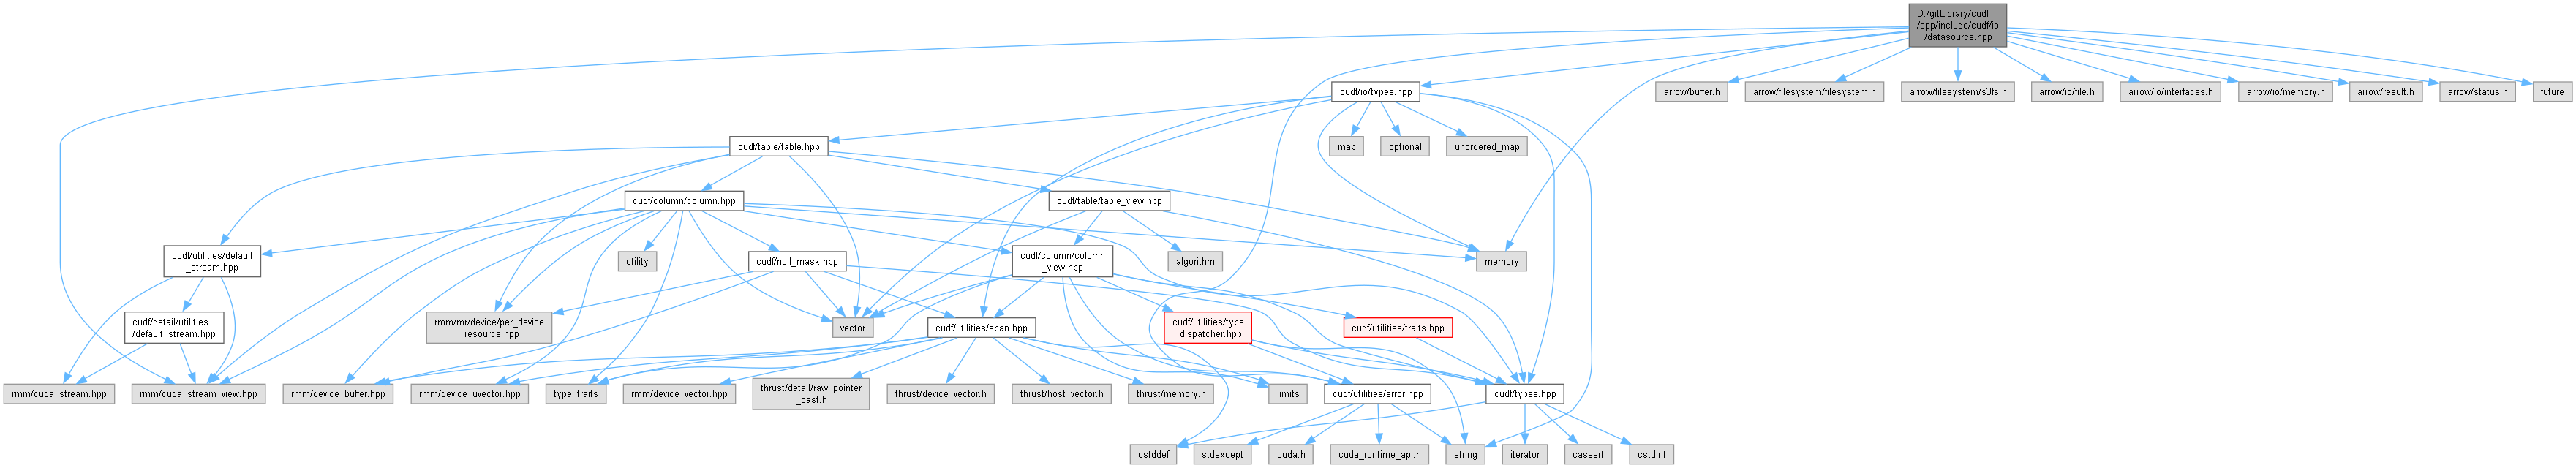 D:/gitLibrary/cudf
/cpp/include/cudf/io
/datasource.hpp
cudf/io/types.hpp
arrow/buffer.h
arrow/filesystem/filesystem.h
arrow/filesystem/s3fs.h
arrow/io/file.h
arrow/io/interfaces.h
arrow/io/memory.h
arrow/result.h
arrow/status.h
future
cudf/table/table.hpp
map
optional
unordered_map
cudf/column/column.hpp
cudf/table/table_view.hpp
cudf/utilities/default
_stream.hpp
utility
cudf/null_mask.hpp
cudf/column/column
_view.hpp
algorithm
memory
cudf/detail/utilities
/default_stream.hpp
rmm/mr/device/per_device
_resource.hpp
vector
cudf/utilities/span.hpp
cudf/utilities/type
_dispatcher.hpp
cudf/utilities/traits.hpp
rmm/cuda_stream.hpp
rmm/cuda_stream_view.hpp
rmm/device_buffer.hpp
rmm/device_uvector.hpp
type_traits
rmm/device_vector.hpp
thrust/detail/raw_pointer
_cast.h
thrust/device_vector.h
thrust/host_vector.h
thrust/memory.h
limits
cudf/utilities/error.hpp
cudf/types.hpp
cstddef
stdexcept
cuda.h
cuda_runtime_api.h
string
iterator
cassert
cstdint